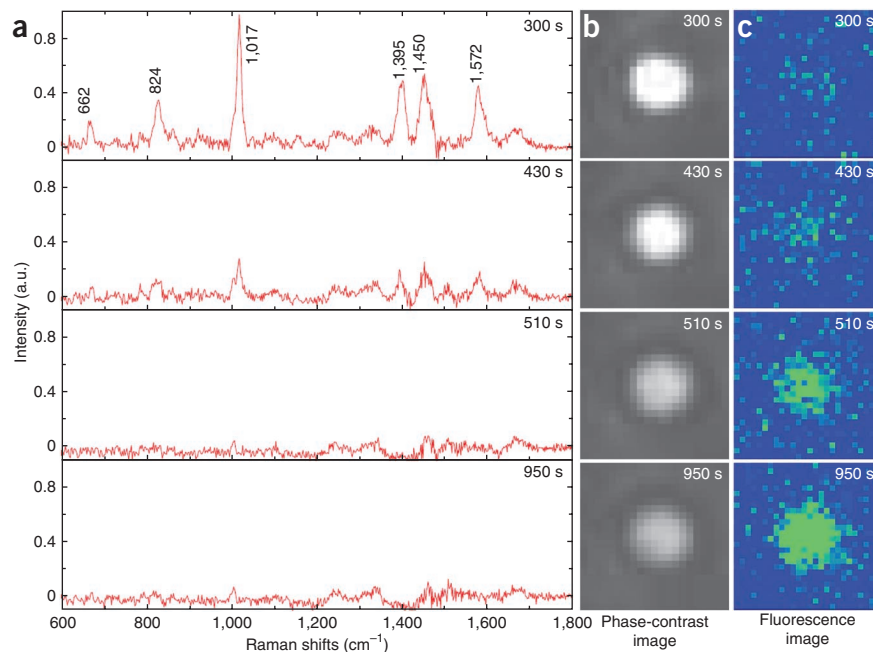 a
b
c
0.8
0.4
0
662
824
1,017
1,395
1,450
1,572
300 s
300 s
300 s
0.8
0.4
0
430 s
430 s
430 s
Intensity (a.u.)
0.8
0.4
0
510 s
510 s
510 s
0.8
0.4
0
950 s
950 s
950 s
600
800
1,000
1,200
1,400
1,600
1,800
Raman shifts (cm⁻¹)
Phase-contrast
image
Fluorescence
image